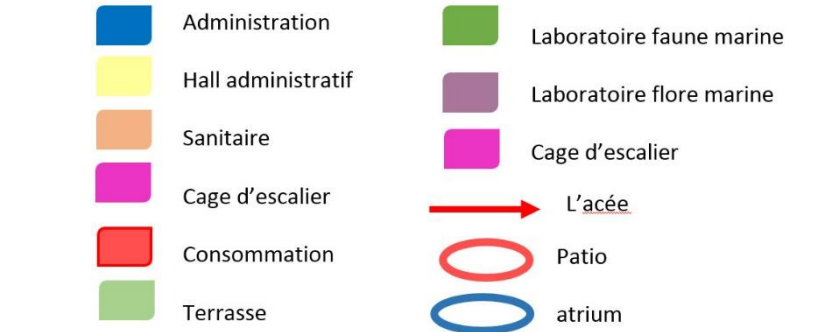 Administration
Hall administratif
Sanitaire
Cage d'escalier
Consommation
Terrasse
Laboratoire faune marine
Laboratoire flore marine
Cage d'escalier
L'acée
Patio
atrium